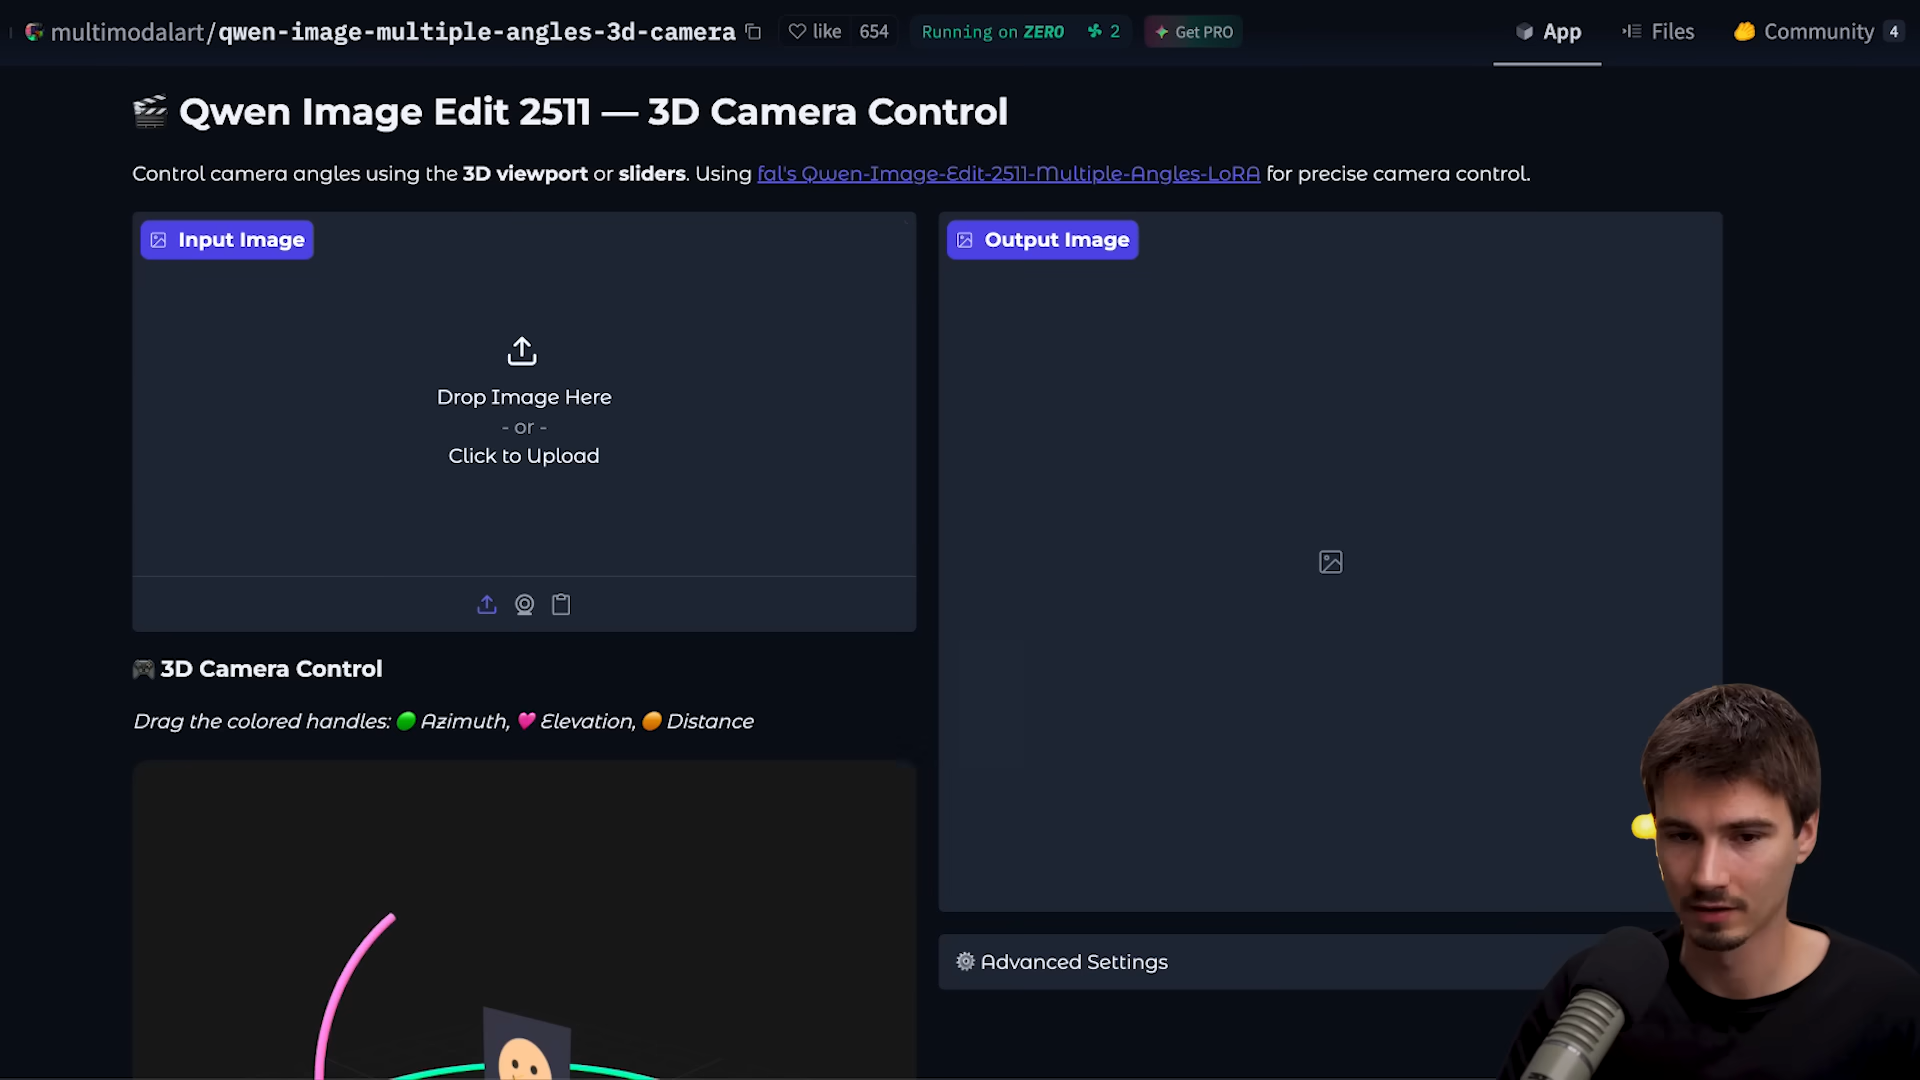 multimodalart/qwen-image-multiple-angles-3d-camera
like 654
Running on ZERO 2
Get PRO
App
Files
Community 4
Qwen Image Edit 2511 — 3D Camera Control
Control camera angles using the 3D viewport or sliders. Using fal's Qwen-Image-Edit-2511-Multiple-Angles-LoRA for precise camera control.
Input Image
Drop Image Here
- or -
Click to Upload
Output Image
3D Camera Control
Drag the colored handles: Azimuth, Elevation, Distance
Advanced Settings